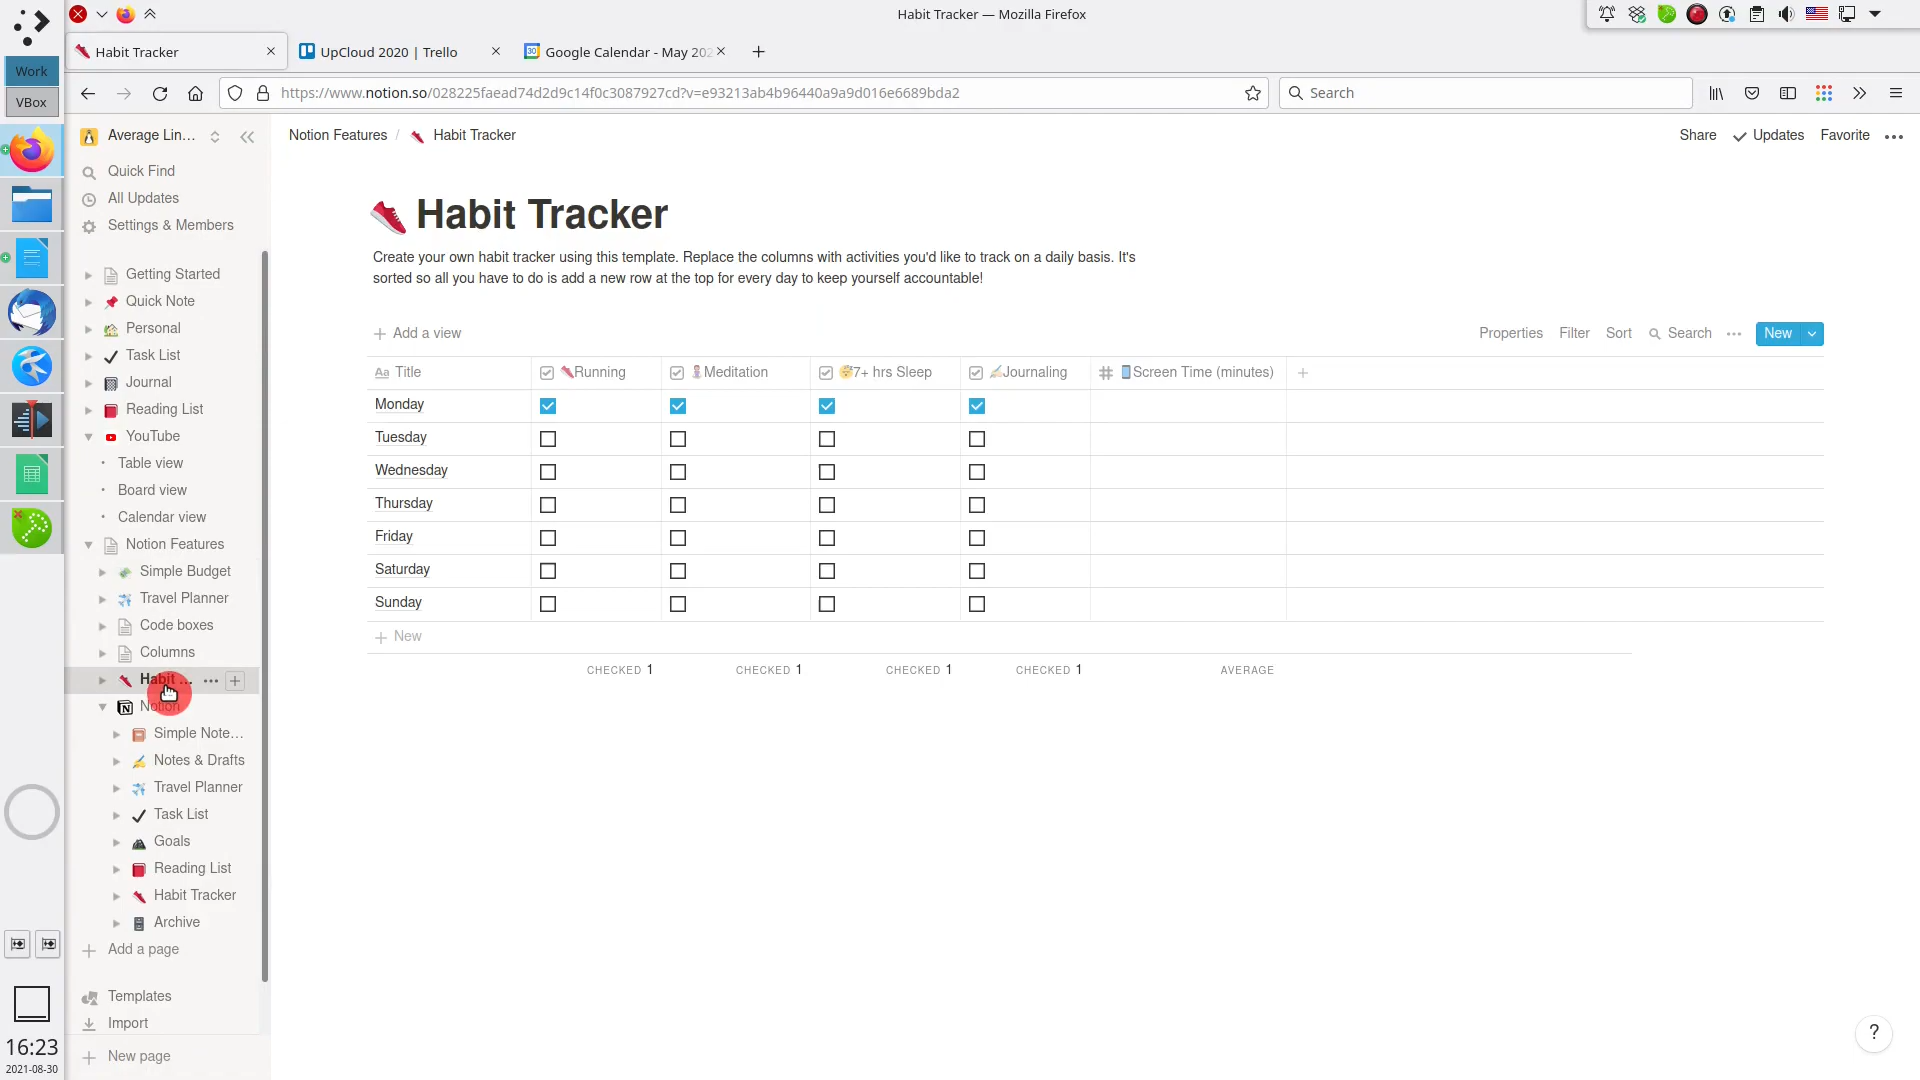 Habit Tracker — Mozilla Firefox
Work
VBox
Habit Tracker
UpCloud 2020 | Trello
Google Calendar - May 202
https://www.notion.so/028225faead74d2d9c14f0c3087927cd?v=e93213ab4b96440a9a9d016e6689bda2
Search
Average Lin...
Notion Features / Habit Tracker
Share
Updates
Favorite
Quick Find
All Updates
Settings & Members
Getting Started
Quick Note
Personal
Task List
Journal
Reading List
YouTube
Table view
Board view
Calendar view
Notion Features
Simple Budget
Travel Planner
Code boxes
Columns
Habit ...
Notion
Simple Note...
Notes & Drafts
Travel Planner
Task List
Goals
Reading List
Habit Tracker
Archive
Add a page
Templates
Import
New page
Habit Tracker
Create your own habit tracker using this template. Replace the columns with activities you'd like to track on a daily basis. It's
sorted so all you have to do is add a new row at the top for every day to keep yourself accountable!
Add a view
Properties
Filter
Sort
Search
New
Aa Title
Running
Meditation
7+ hrs Sleep
Journaling
# Screen Time (minutes)
Monday
Tuesday
Wednesday
Thursday
Friday
Saturday
Sunday
New
CHECKED 1
CHECKED 1
CHECKED 1
CHECKED 1
AVERAGE
?
16:23
2021-08-30